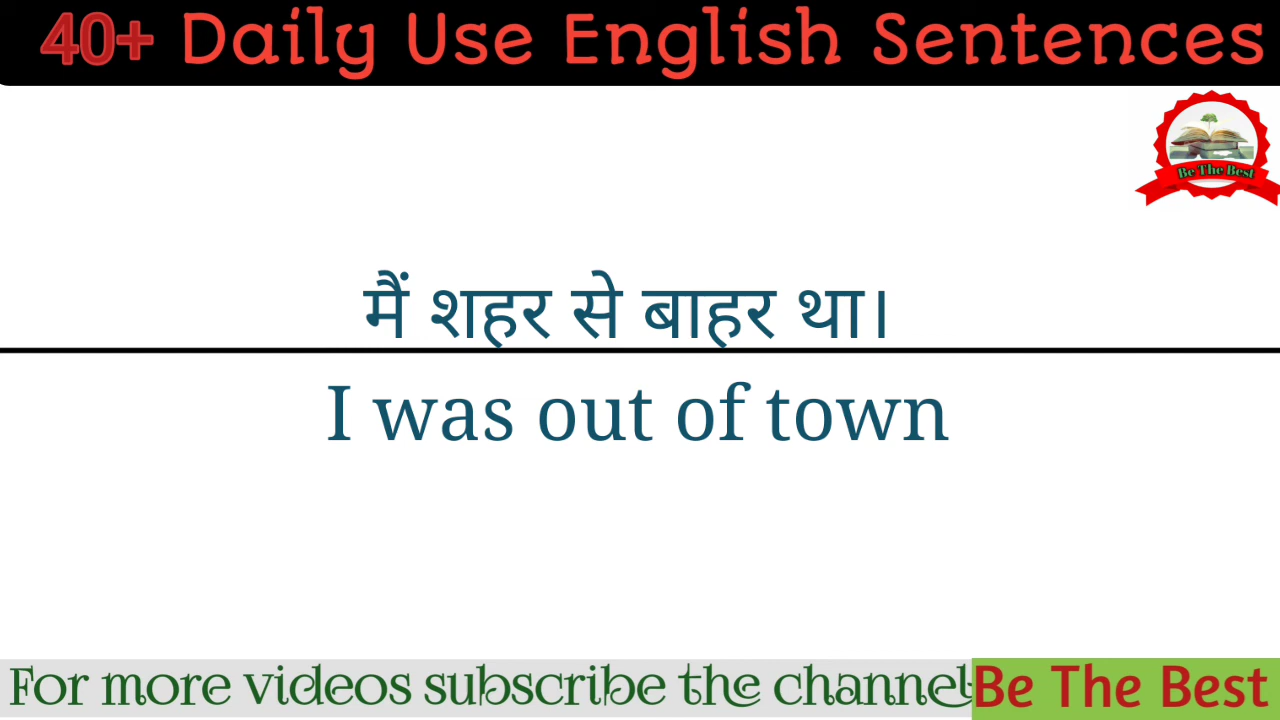 40+ Daily Use English Sentences
Be The Best
मैं शहर से बाहर था।
I was out of town
For more videos subscribe the channel Be The Best